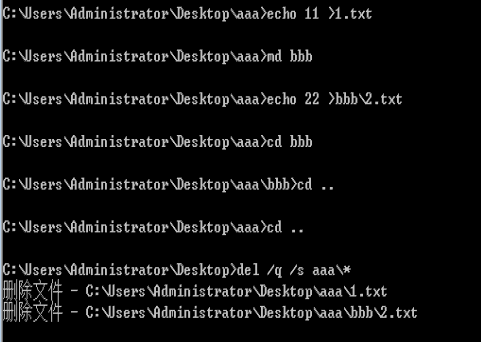 C:\Users\Administrator\Desktop\aaa>echo 11 >1.txt
C:\Users\Administrator\Desktop\aaa>md bbb
C:\Users\Administrator\Desktop\aaa>echo 22 >bbb\2.txt
C:\Users\Administrator\Desktop\aaa>cd bbb
C:\Users\Administrator\Desktop\aaa\bbb>cd ..
C:\Users\Administrator\Desktop\aaa>cd ..
C:\Users\Administrator\Desktop>del /q /s aaa\*
删除文件 - C:\Users\Administrator\Desktop\aaa\1.txt
删除文件 - C:\Users\Administrator\Desktop\aaa\bbb\2.txt